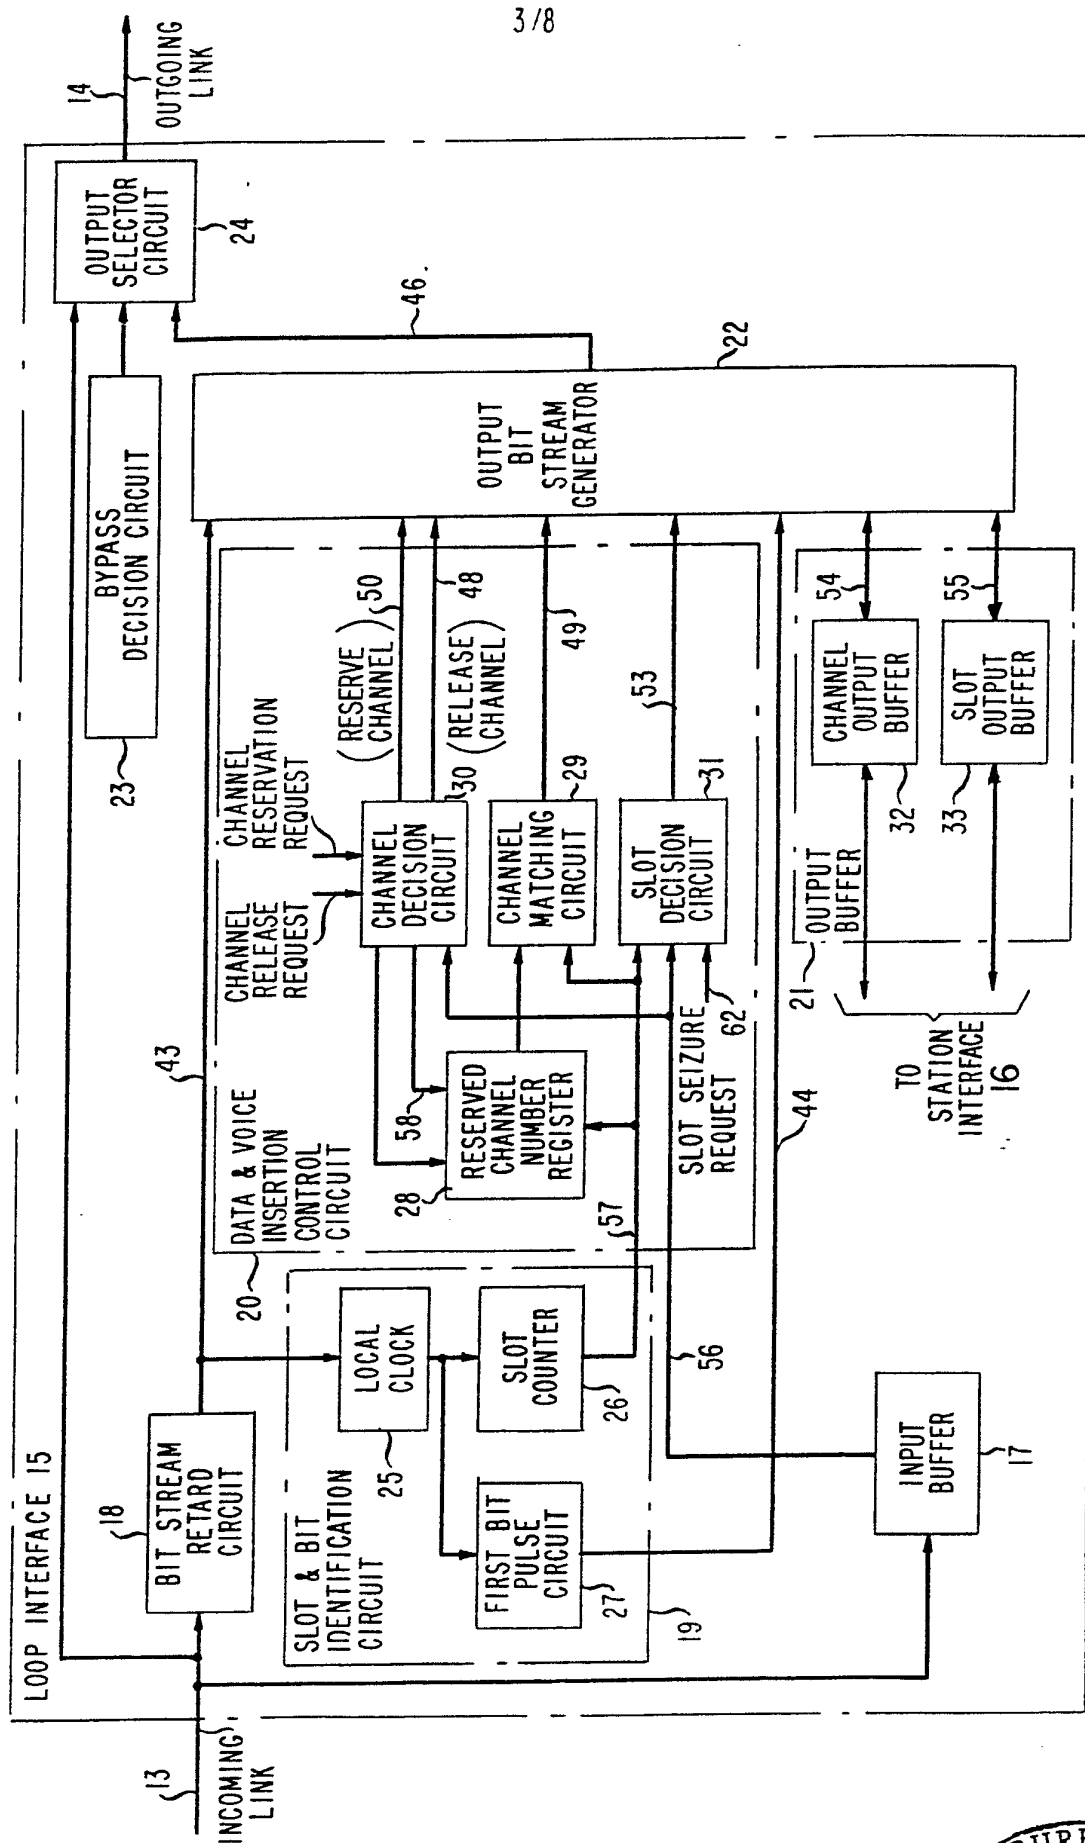 3/8
LOOP INTERFACE 15
13
INCOMING
LINK
18
BIT STREAM
RETARD
CIRCUIT
43
23
BYPASS
DECISION CIRCUIT
OUTPUT
SELECTOR
CIRCUIT
24
14
OUTGOING
LINK
46
SLOT & BIT
IDENTIFICATION
CIRCUIT
LOCAL
CLOCK
25
FIRST BIT
PULSE
CIRCUIT
27
SLOT
COUNTER
26
19
20
DATA & VOICE
INSERTION
CONTROL
CIRCUIT
CHANNEL
RELEASE
REQUEST
CHANNEL
RESERVATION
REQUEST
58
RESERVED
CHANNEL
NUMBER
REGISTER
28
CHANNEL
DECISION
CIRCUIT
30
(RESERVE
CHANNEL)
50
48
(RELEASE
CHANNEL)
CHANNEL
MATCHING
CIRCUIT
29
49
SLOT
DECISION
CIRCUIT
31
53
57
56
SLOT SEIZURE
REQUEST
62
44
OUTPUT
BIT
STREAM
GENERATOR
22
INPUT
BUFFER
17
21
OUTPUT
BUFFER
CHANNEL
OUTPUT
BUFFER
32
54
SLOT
OUTPUT
BUFFER
33
55
TO
STATION
INTERFACE
16